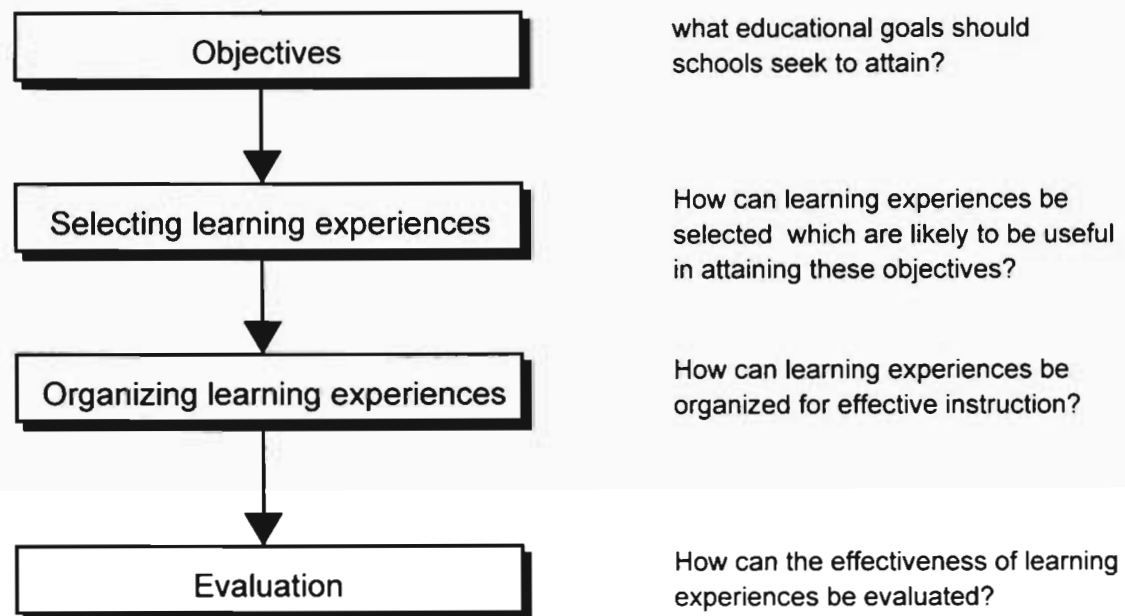 Objectives
what educational goals should
schools seek to attain?
Selecting learning experiences
How can learning experiences be
selected which are likely to be useful
in attaining these objectives?
Organizing learning experiences
How can learning experiences be
organized for effective instruction?
Evaluation
How can the effectiveness of learning
experiences be evaluated?